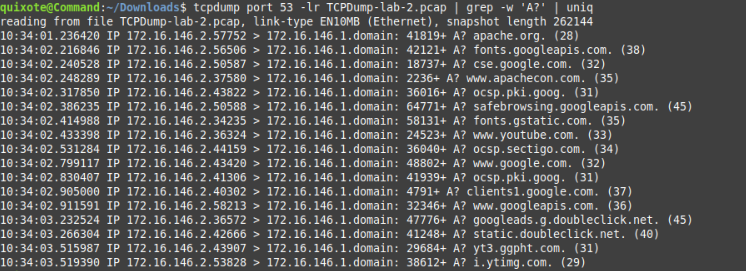 quixote@Command:~/Downloads$ tcpdump port 53 -lr TCPDump-lab-2.pcap | grep -w 'A?' | uniq
reading from file TCPDump-lab-2.pcap, link-type EN10MB (Ethernet), snapshot length 262144
10:34:01.236420 IP 172.16.146.2.57752 > 172.16.146.1.domain: 41819+ A? apache.org. (28)
10:34:02.216846 IP 172.16.146.2.56506 > 172.16.146.1.domain: 42121+ A? fonts.googleapis.com. (38)
10:34:02.240528 IP 172.16.146.2.50587 > 172.16.146.1.domain: 18737+ A? cse.google.com. (32)
10:34:02.248289 IP 172.16.146.2.37580 > 172.16.146.1.domain: 2236+ A? www.apachecon.com. (35)
10:34:02.317850 IP 172.16.146.2.43822 > 172.16.146.1.domain: 36016+ A? ocsp.pki.goog. (31)
10:34:02.386235 IP 172.16.146.2.50588 > 172.16.146.1.domain: 64771+ A? safebrowsing.googleapis.com. (45)
10:34:02.414988 IP 172.16.146.2.34235 > 172.16.146.1.domain: 58131+ A? fonts.gstatic.com. (35)
10:34:02.433398 IP 172.16.146.2.36324 > 172.16.146.1.domain: 24523+ A? www.youtube.com. (33)
10:34:02.531284 IP 172.16.146.2.44159 > 172.16.146.1.domain: 36040+ A? ocsp.sectigo.com. (34)
10:34:02.799117 IP 172.16.146.2.43420 > 172.16.146.1.domain: 48802+ A? www.google.com. (32)
10:34:02.830407 IP 172.16.146.2.41306 > 172.16.146.1.domain: 41939+ A? ocsp.pki.goog. (31)
10:34:02.905000 IP 172.16.146.2.40302 > 172.16.146.1.domain: 4791+ A? clients1.google.com. (37)
10:34:02.911591 IP 172.16.146.2.58213 > 172.16.146.1.domain: 32346+ A? www.googleapis.com. (36)
10:34:03.232524 IP 172.16.146.2.36572 > 172.16.146.1.domain: 47776+ A? googleads.g.doubleclick.net. (45)
10:34:03.266304 IP 172.16.146.2.42666 > 172.16.146.1.domain: 41248+ A? static.doubleclick.net. (40)
10:34:03.515987 IP 172.16.146.2.43907 > 172.16.146.1.domain: 29684+ A? yt3.ggpht.com. (31)
10:34:03.519390 IP 172.16.146.2.53828 > 172.16.146.1.domain: 38612+ A? i.ytimg.com. (29)